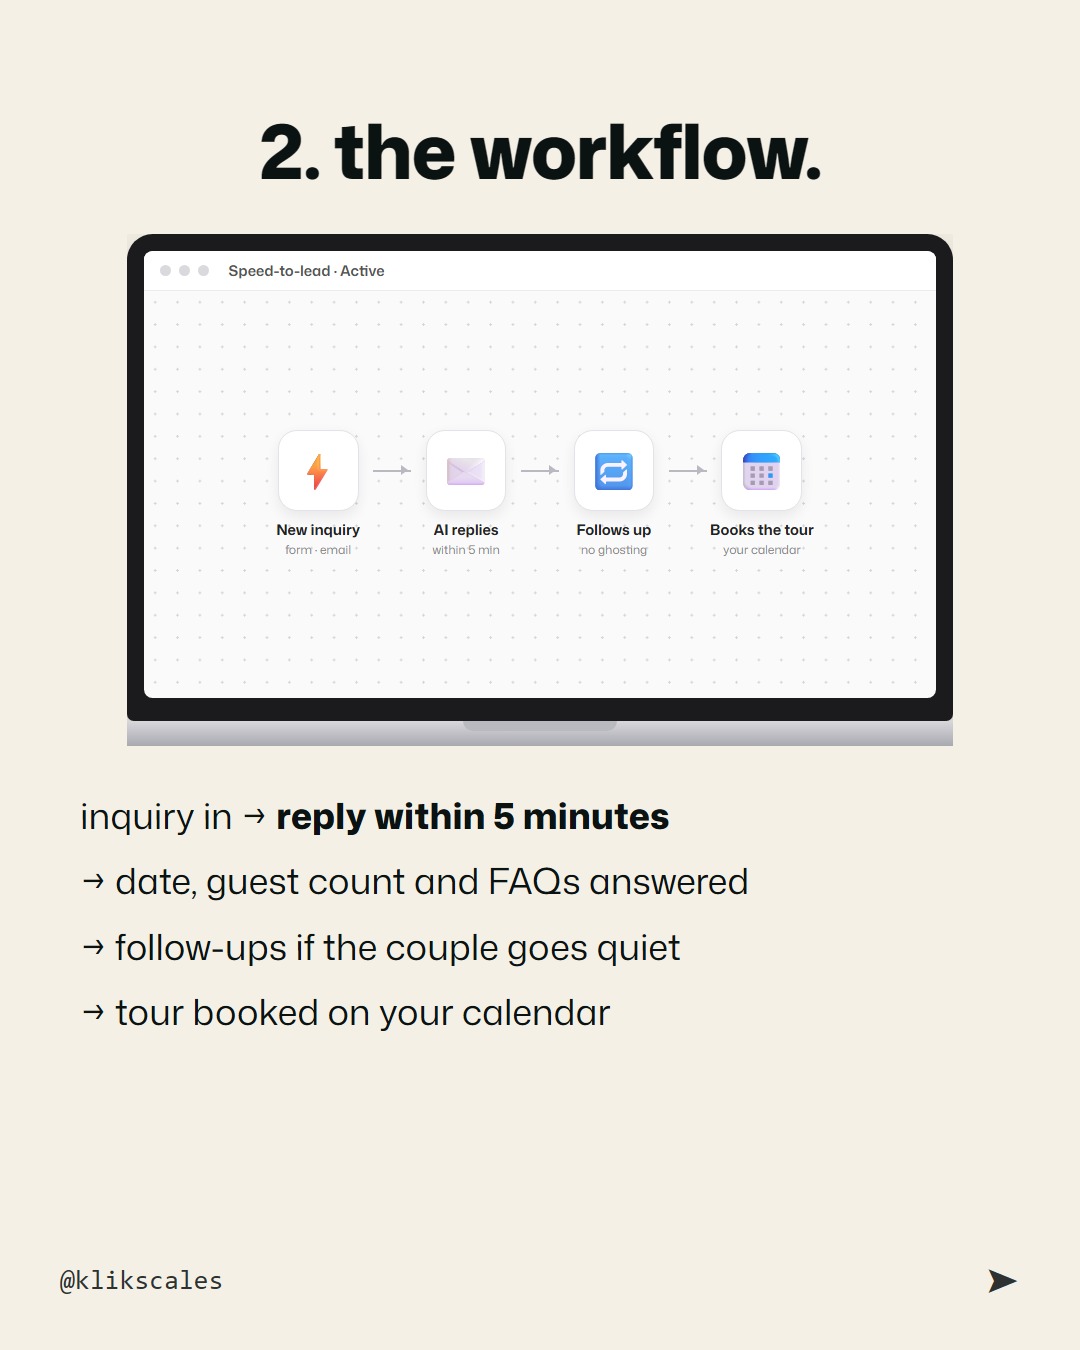 2. the workflow.
Speed-to-lead · Active
New inquiry
form · email
AI replies
within 5 min
Follows up
no ghosting
Books the tour
your calendar
inquiry in → reply within 5 minutes
→ date, guest count and FAQs answered
→ follow-ups if the couple goes quiet
→ tour booked on your calendar
@klikscales